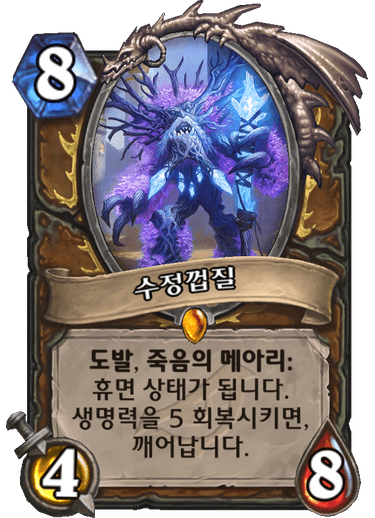 8
수정껍질
도발, 죽음의 메아리:
휴면 상태가 됩니다.
생명력을 5 회복시키면,
깨어납니다.
4
8